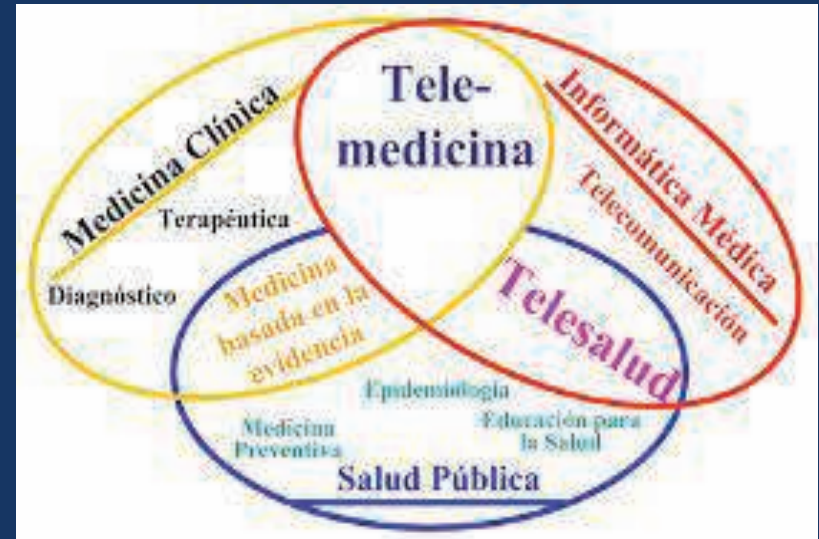 Tele-
medicina
Medicina Clínica
Terapéutica
Diagnóstico
Informática Médica
Telecomunicación
Medicina
basada en la
evidencia
Telesalud
Epidemiología
Medicina
Preventiva
Educación para
la Salud
Salud Pública